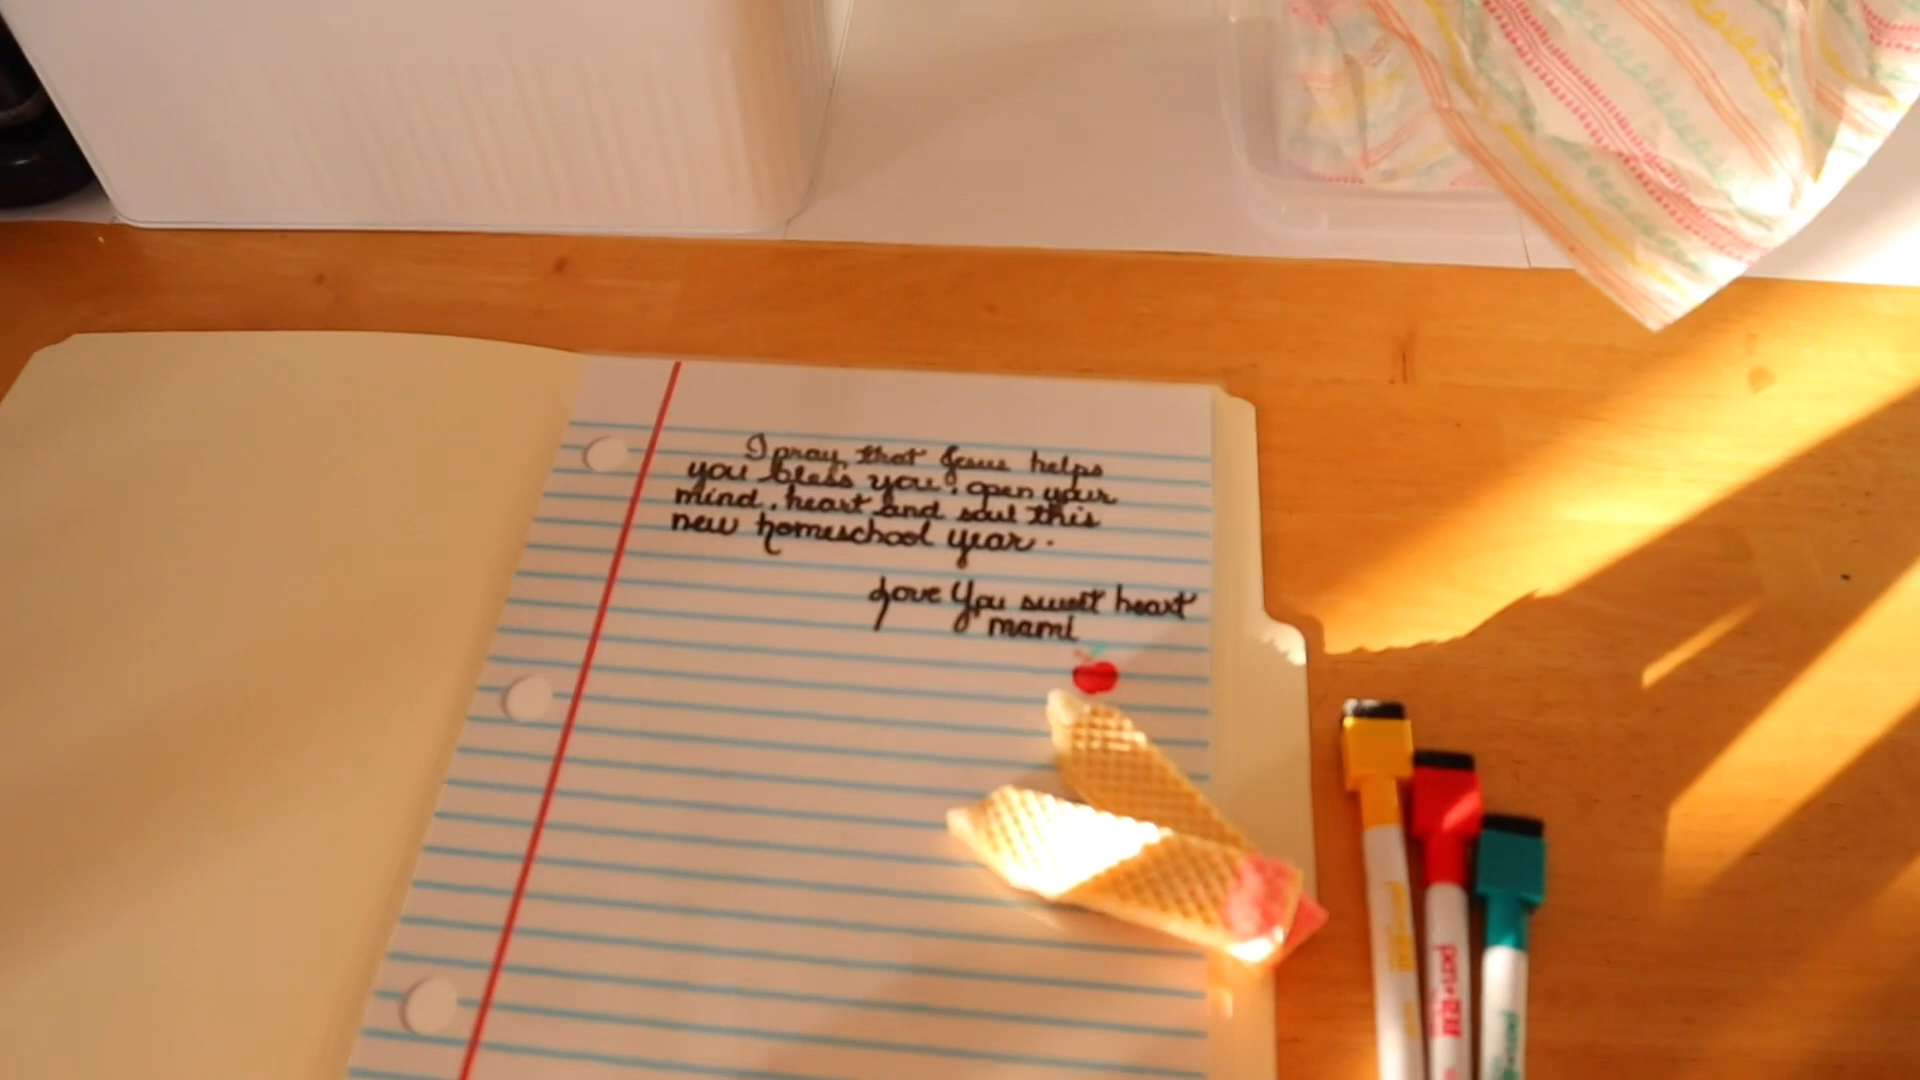 I pray that Jesus helps
you bless you, open your
mind, heart and soul this
new homeschool year.
Love You sweet heart
mami